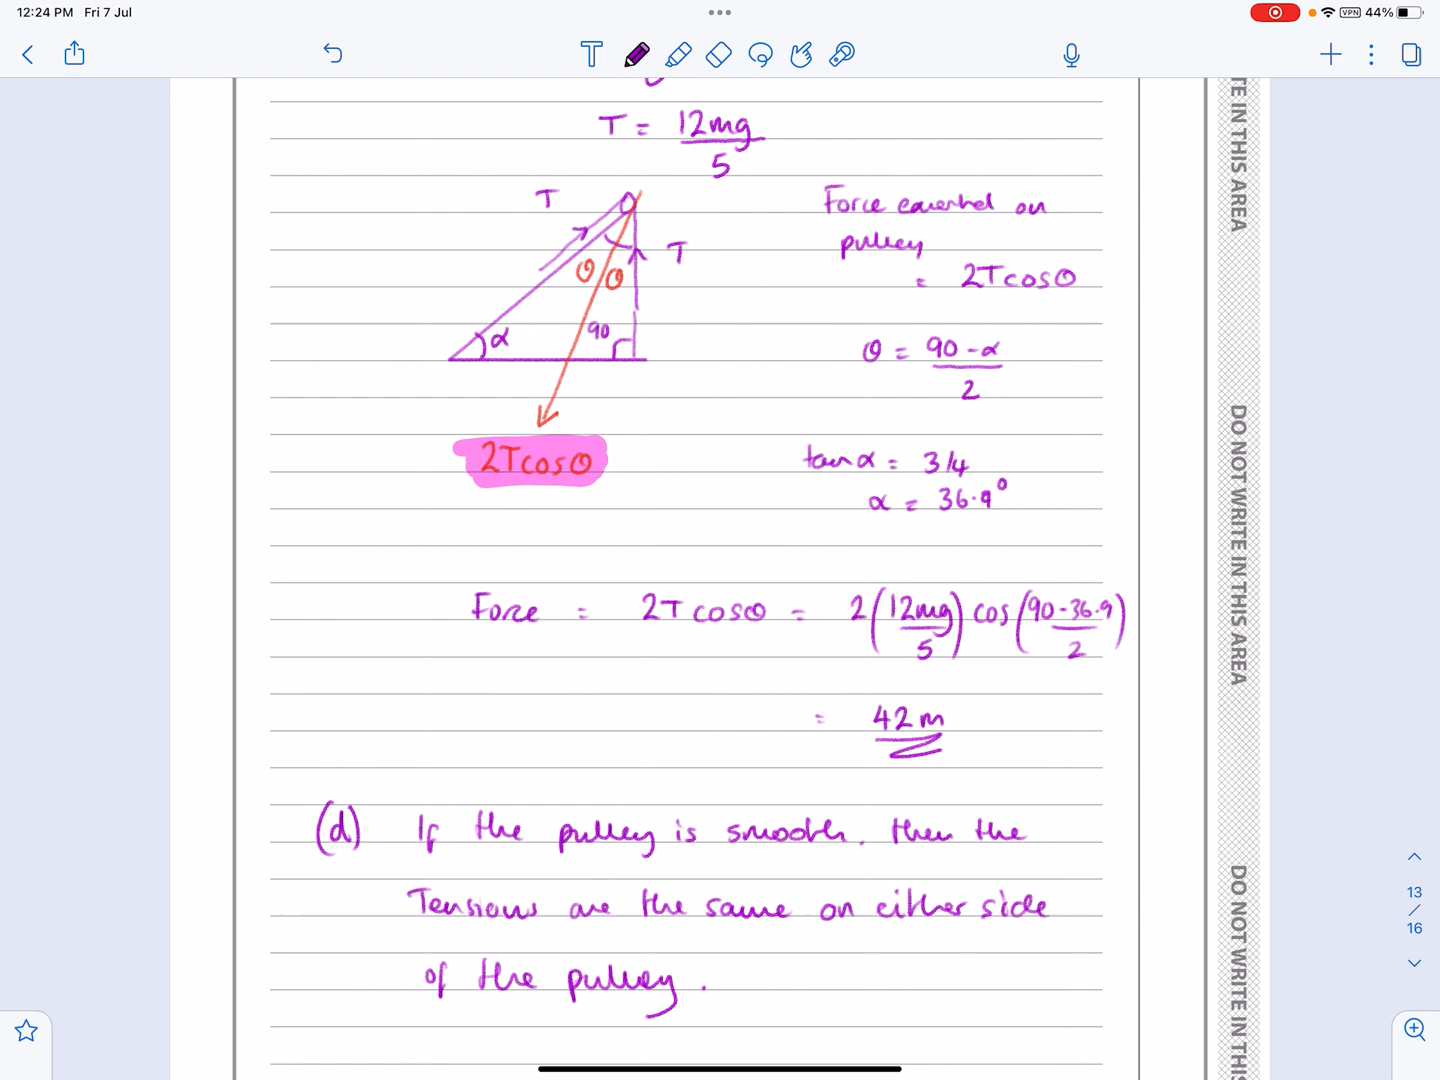 12:24 PM Fri 7 Jul
VPN 44%
T = 12mg
5
T
T
θ θ
α
90
2Tcosθ
Force exerted on
pulley
= 2Tcosθ
θ = 90-α
2
tan α = 3/4
α = 36.9°
Force = 2Tcosθ = 2(12mg/5) cos(90-36.9/2)
= 42m
(d) If the pulley is smooth. then the
Tensions are the same on either side
of the pulley.
TE IN THIS AREA
DO NOT WRITE IN THIS AREA
DO NOT WRITE IN THIS
13
/
16